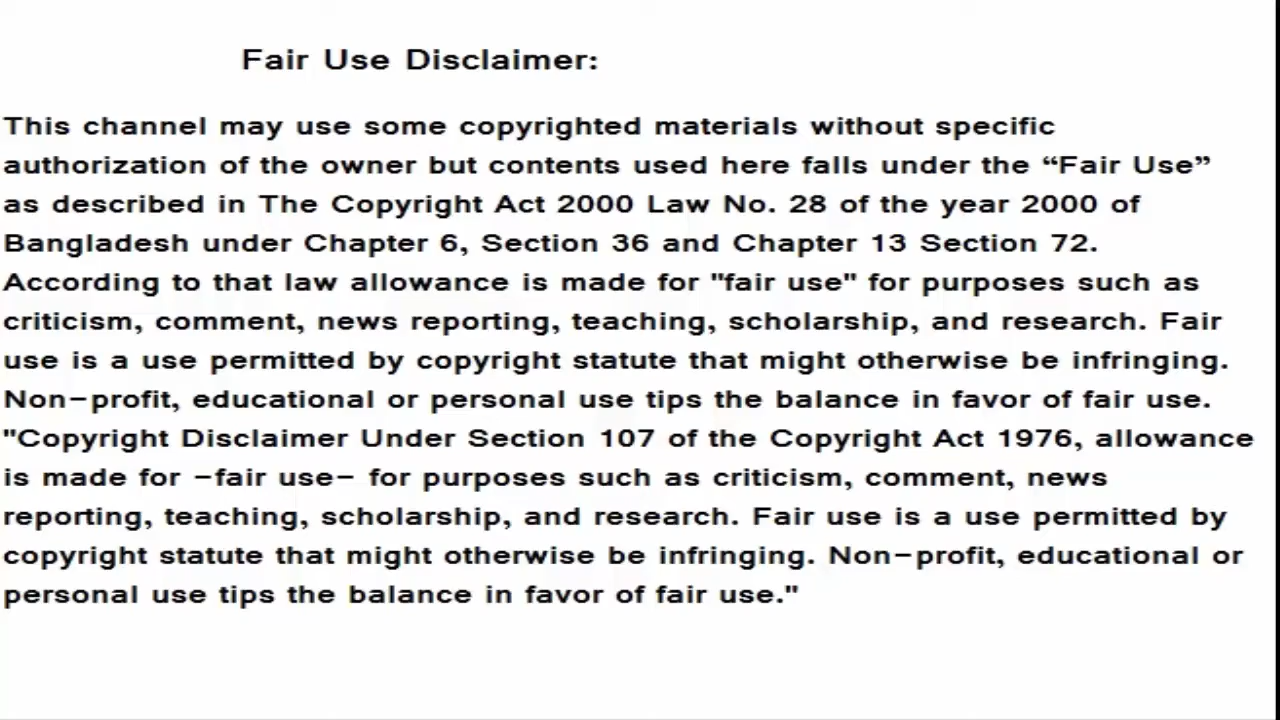 Fair Use Disclaimer:
This channel may use some copyrighted materials without specific
authorization of the owner but contents used here falls under the “Fair Use”
as described in The Copyright Act 2000 Law No. 28 of the year 2000 of
Bangladesh under Chapter 6, Section 36 and Chapter 13 Section 72.
According to that law allowance is made for "fair use" for purposes such as
criticism, comment, news reporting, teaching, scholarship, and research. Fair
use is a use permitted by copyright statute that might otherwise be infringing.
Non-profit, educational or personal use tips the balance in favor of fair use.
"Copyright Disclaimer Under Section 107 of the Copyright Act 1976, allowance
is made for -fair use- for purposes such as criticism, comment, news
reporting, teaching, scholarship, and research. Fair use is a use permitted by
copyright statute that might otherwise be infringing. Non-profit, educational or
personal use tips the balance in favor of fair use."